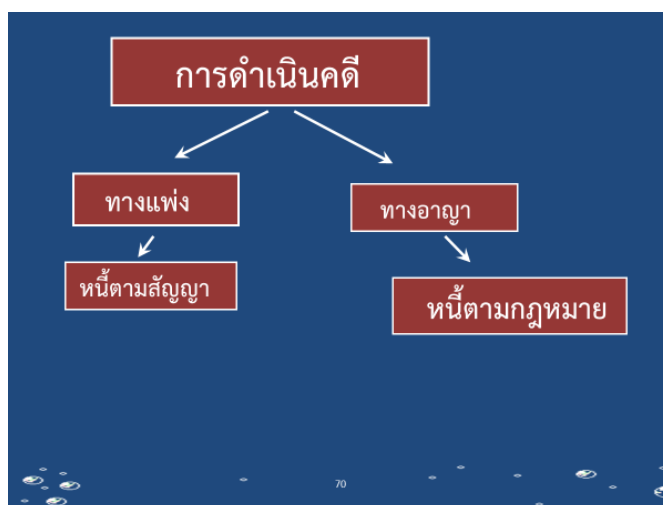 การดำเนินคดี
ทางแพ่ง
ทางอาญา
หนี้ตามสัญญา
หนี้ตามกฎหมาย
70